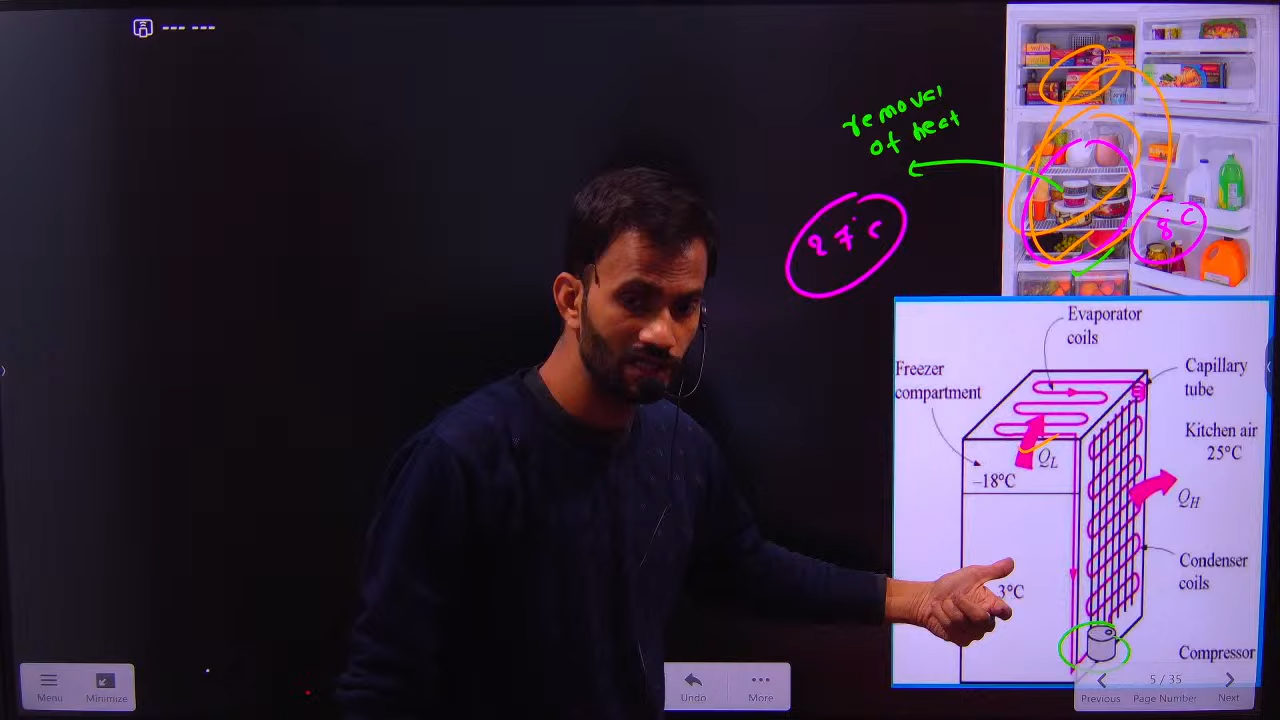 --- ---
removal
of heat
27°c
8°C
Evaporator
coils
Freezer
compartment
Capillary
tube
Kitchen air
25°C
Q_L
–18°C
Q_H
Condenser
coils
3°C
Compressor
Menu
Minimize
Undo
More
5 / 35
Previous
Page Number
Next